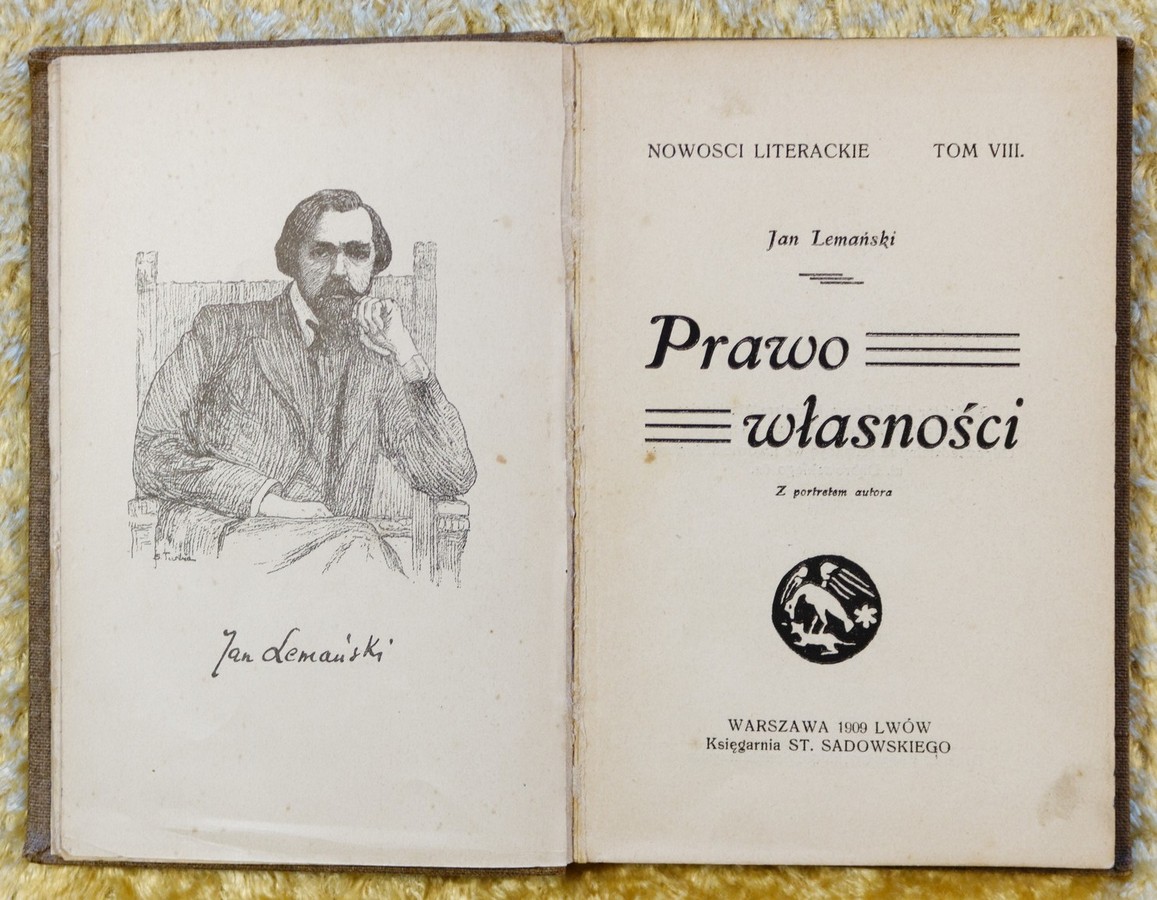 Jan Lemański
NOWOSCI LITERACKIE TOM VIII.
Jan Lemański
Prawo
własności
Z portretem autora
WARSZAWA 1909 LWÓW
Księgarnia ST. SADOWSKIEGO